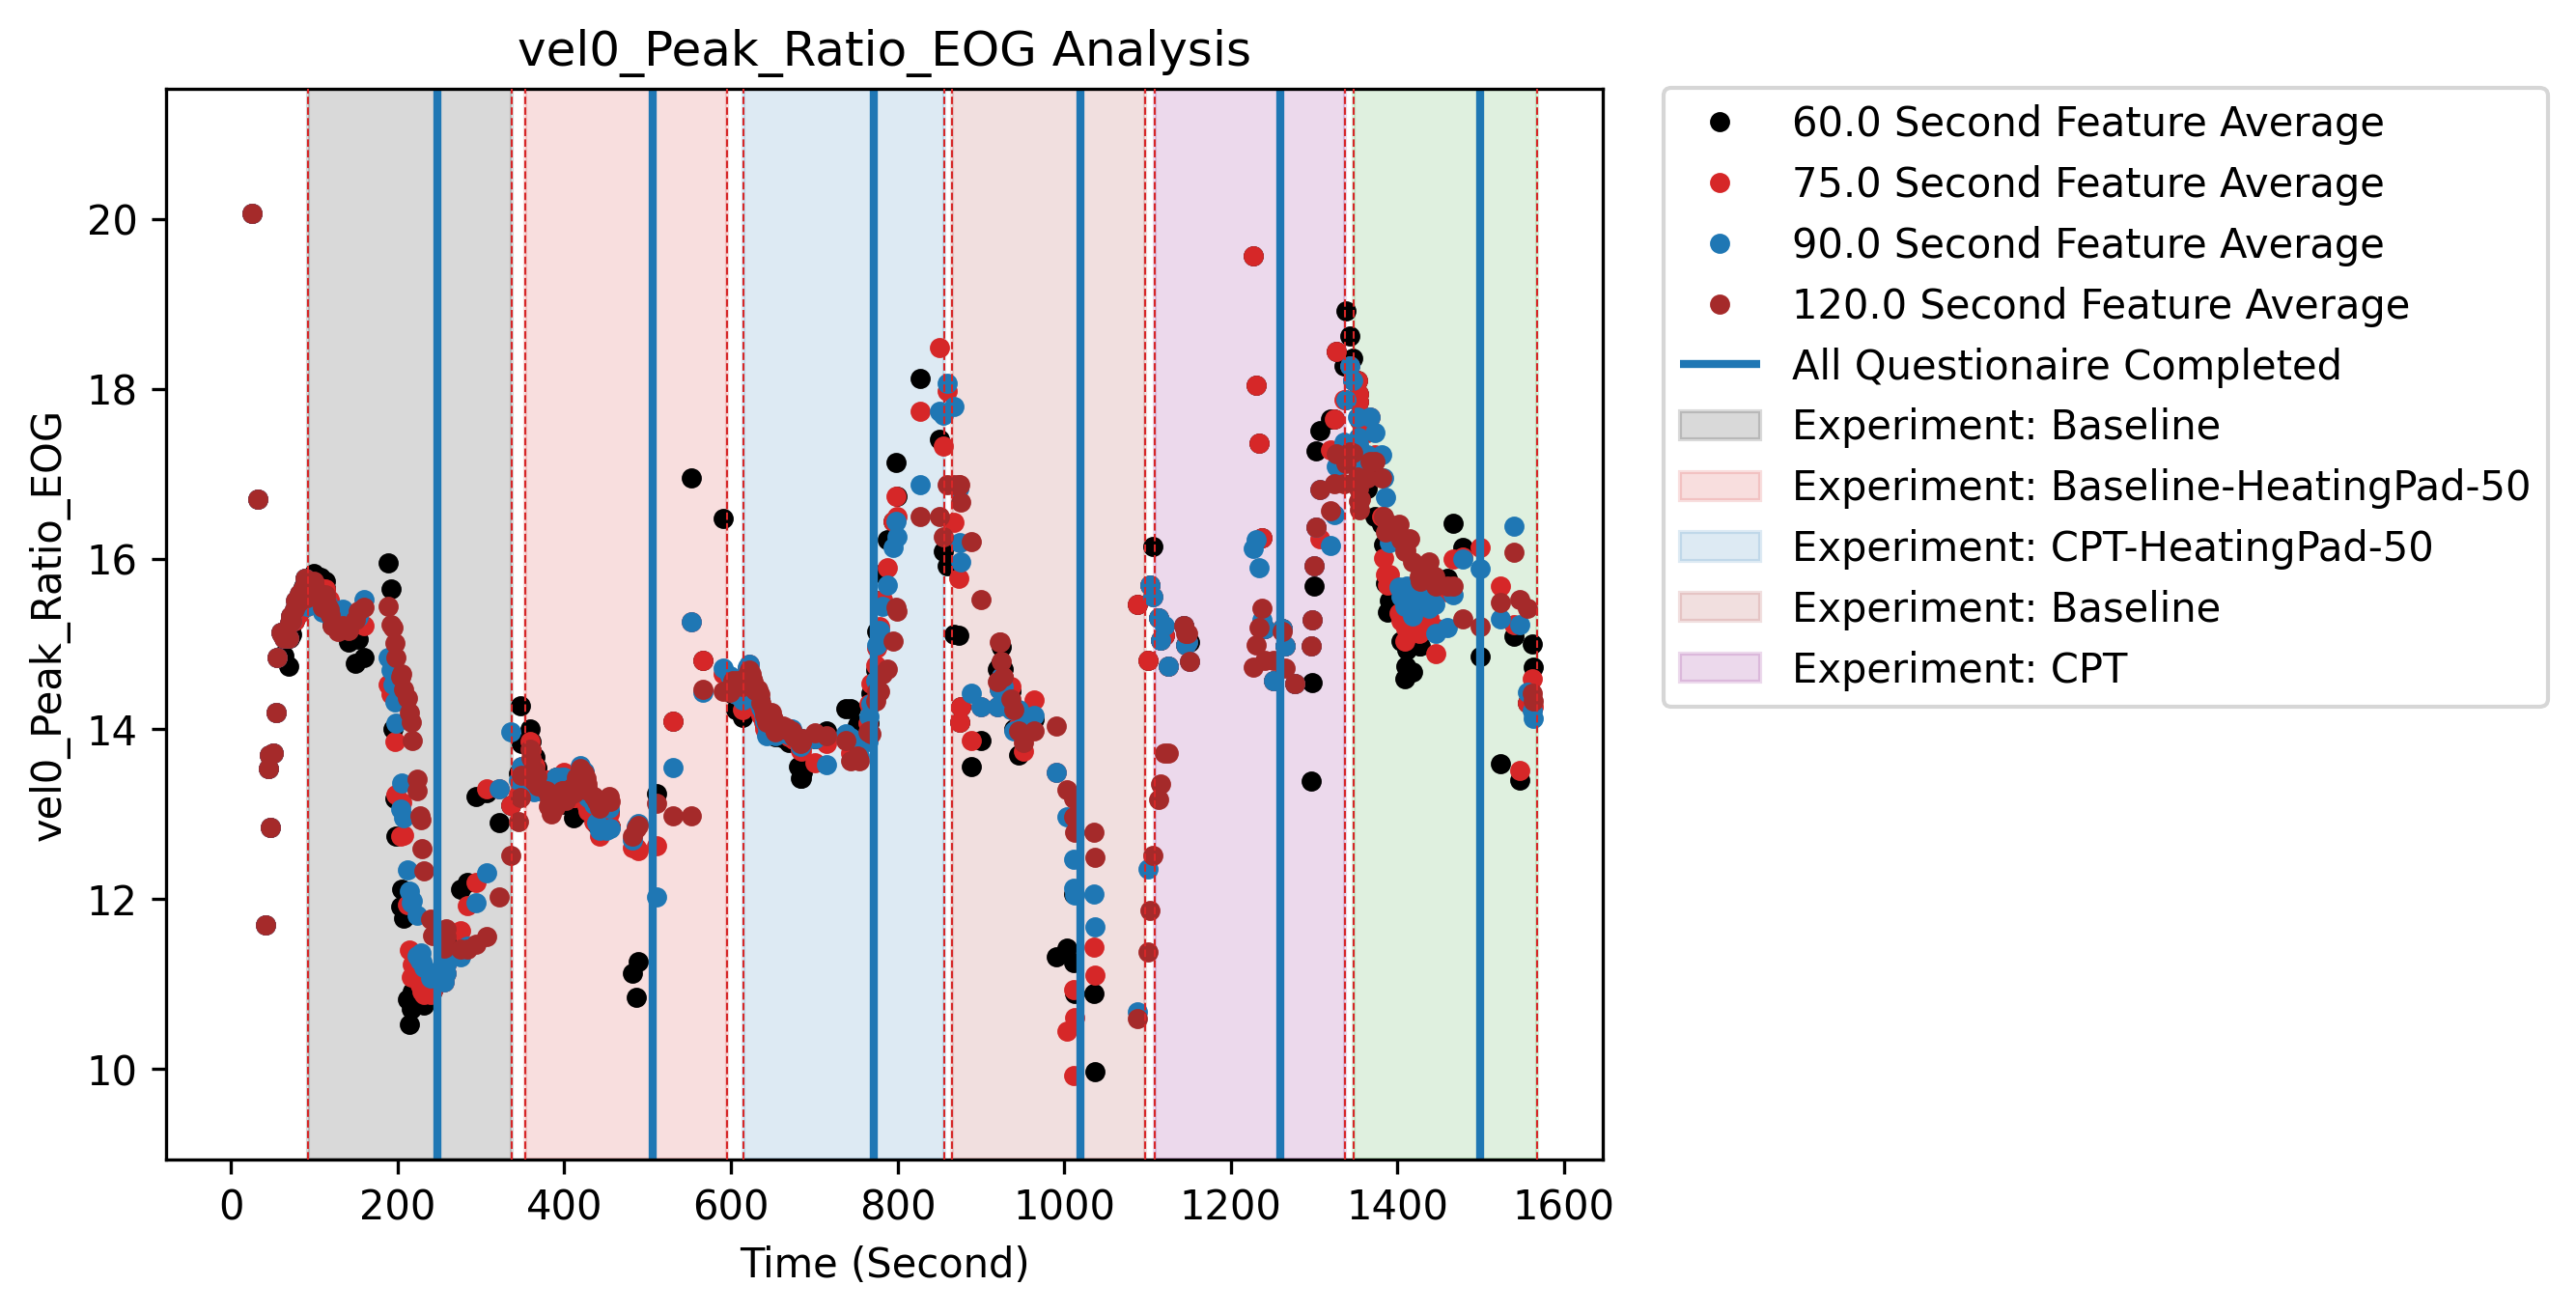 vel0_Peak_Ratio_EOG Analysis
vel0_Peak_Ratio_EOG
20
18
16
14
12
10
0 200 400 600 800 1000 1200 1400 1600
Time (Second)
60.0 Second Feature Average
75.0 Second Feature Average
90.0 Second Feature Average
120.0 Second Feature Average
All Questionaire Completed
Experiment: Baseline
Experiment: Baseline-HeatingPad-50
Experiment: CPT-HeatingPad-50
Experiment: Baseline
Experiment: CPT